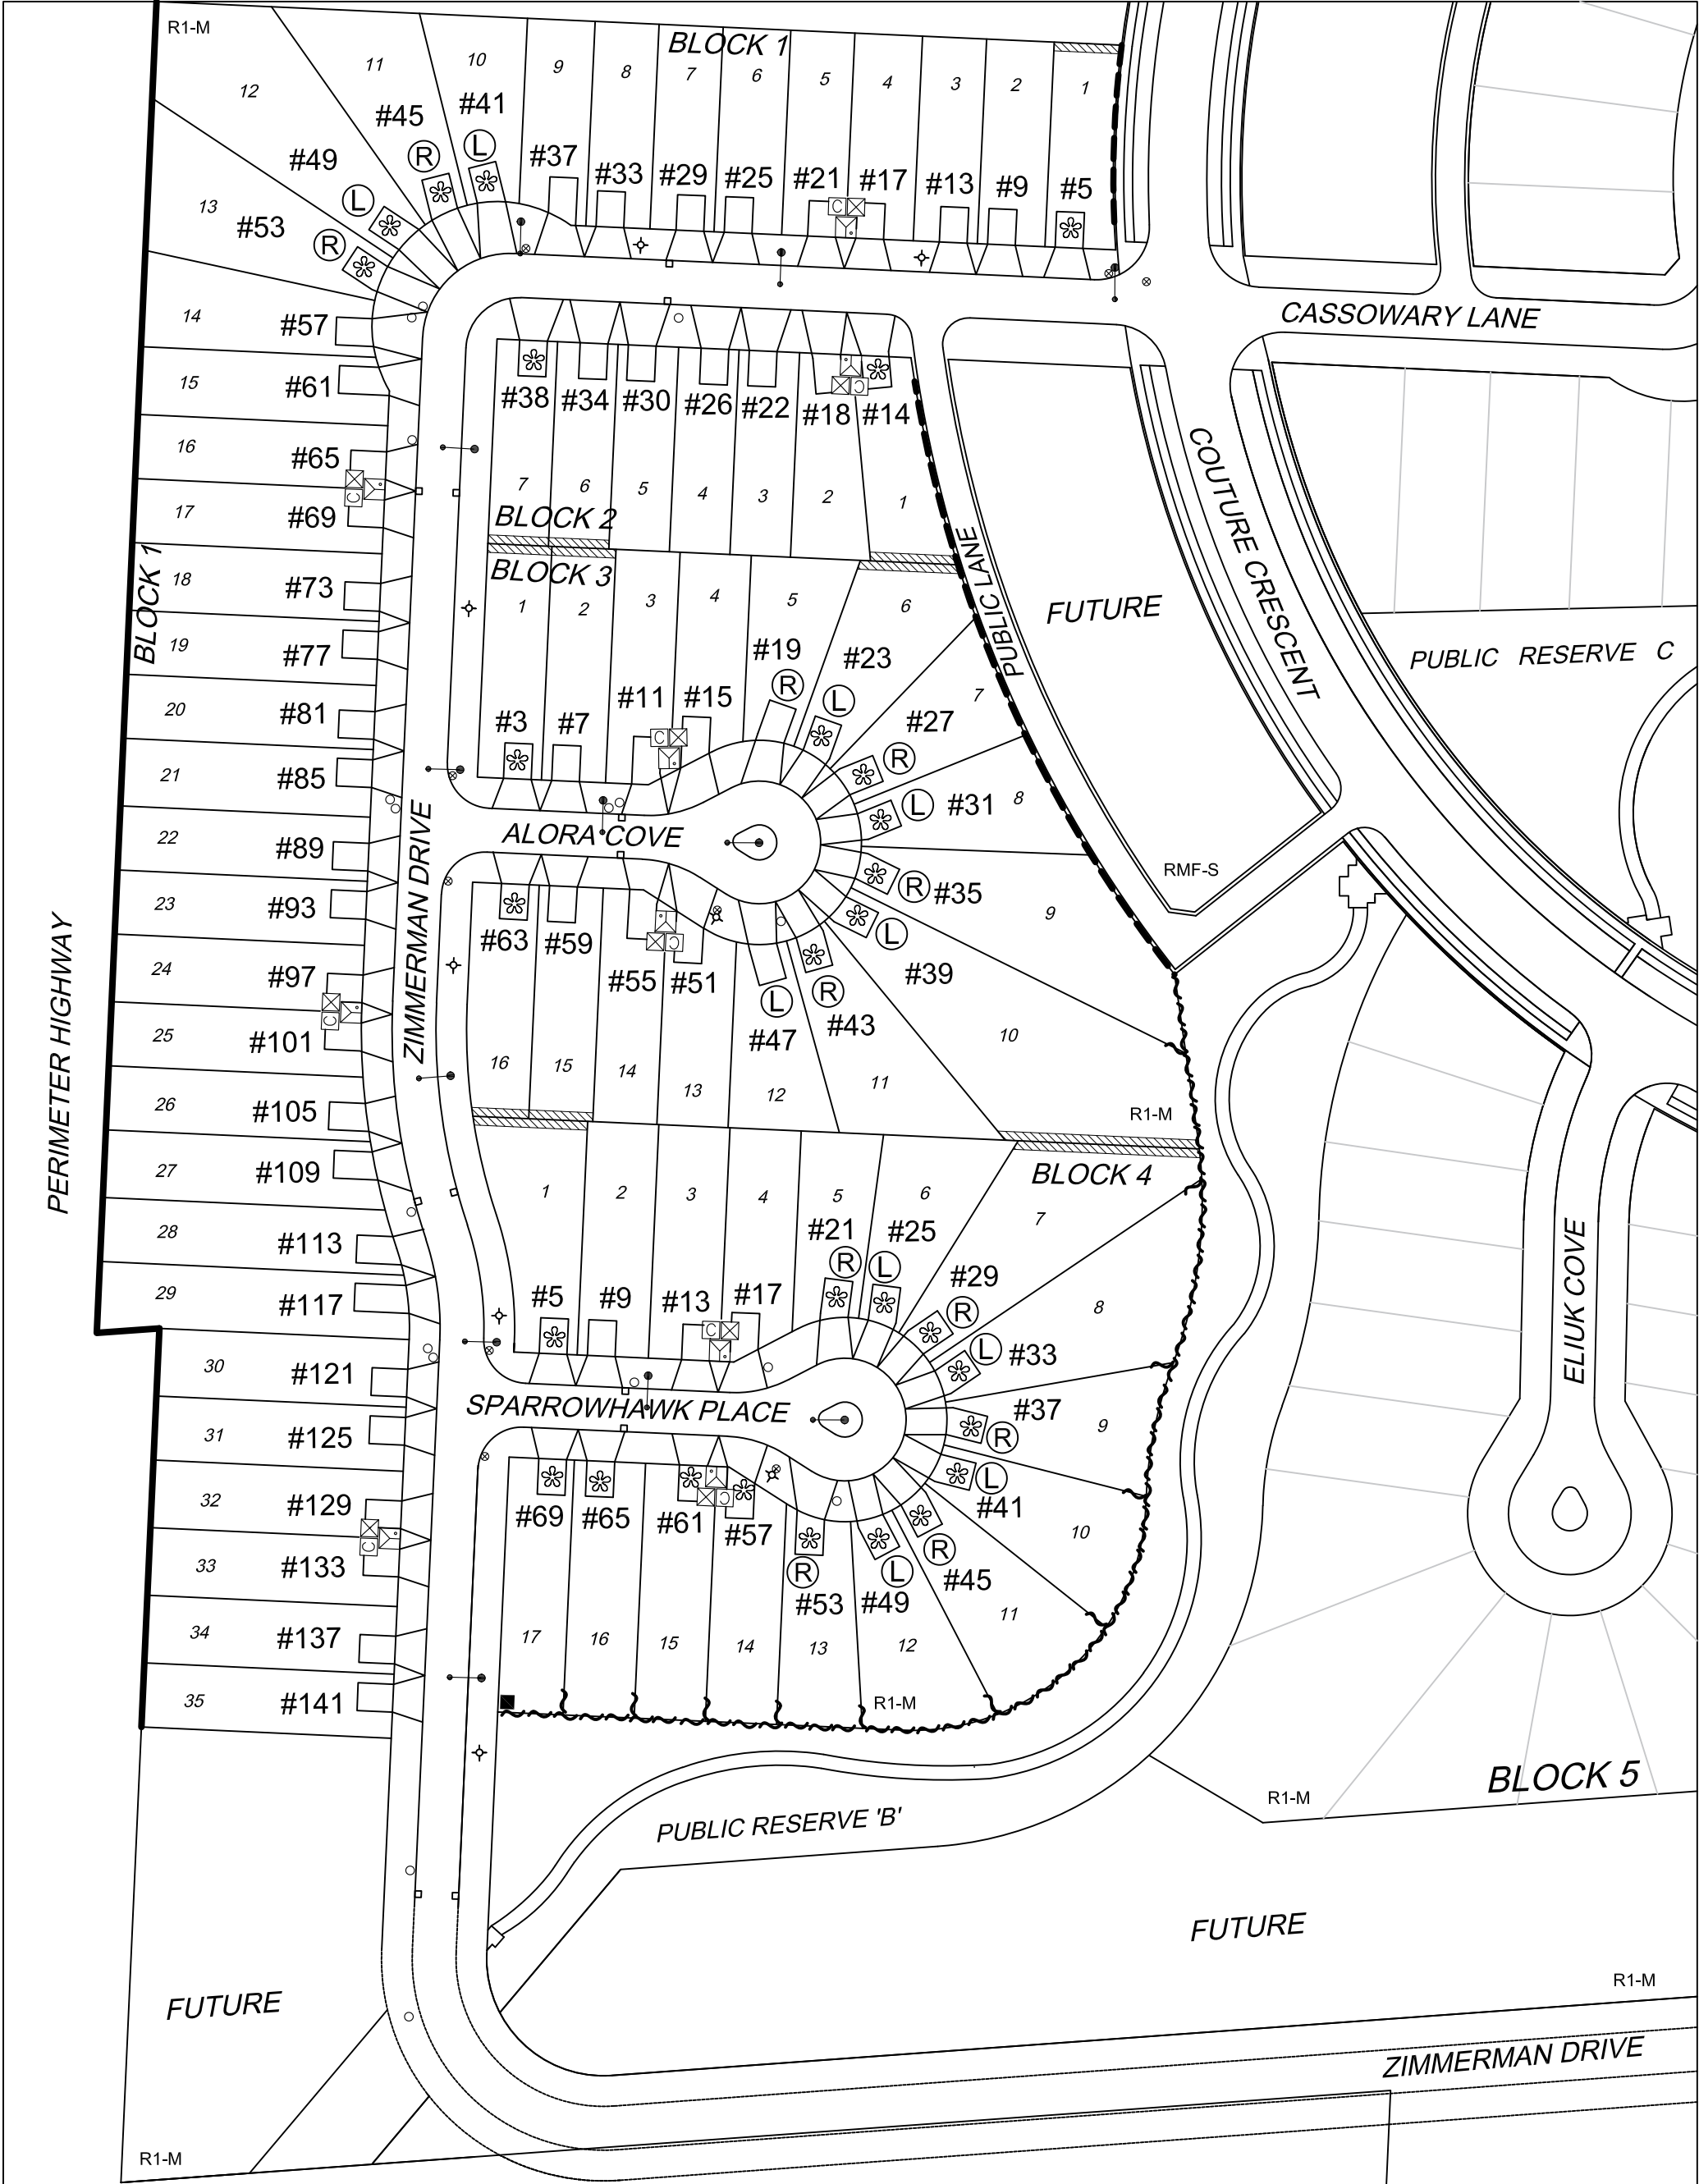 R1-M
BLOCK 1
12
11
10
9
8
7
6
5
4
3
2
1
#49
#45
#41
#37
#33
#29
#25
#21
#17
#13
#9
#5
L
R
L
C
13
#53
R
CASSOWARY LANE
14
#57
15
#61
16
#65
C
17
#69
BLOCK 1
18
#73
19
#77
20
#81
21
#85
22
#89
23
#93
24
#97
C
25
#101
26
#105
27
#109
28
#113
29
#117
30
#121
31
#125
32
#129
C
33
#133
34
#137
35
#141
PERIMETER HIGHWAY
ZIMMERMAN DRIVE
#38
#34
#30
#26
#22
#18
#14
C
7
6
5
4
3
2
1
BLOCK 2
BLOCK 3
1
2
3
4
5
6
7
8
9
10
11
12
13
14
15
16
#3
#7
#11
#15
#19
#23
#27
#31
#35
#39
#43
#47
#51
#55
#59
#63
C
R
L
R
L
R
L
R
L
C
ALORA COVE
PUBLIC LANE
FUTURE
COUTURE CRESCENT
PUBLIC RESERVE C
RMF-S
R1-M
BLOCK 4
1
2
3
4
5
6
7
8
9
10
11
12
13
14
15
16
17
#5
#9
#13
#17
#21
#25
#29
#33
#37
#41
#45
#49
#53
#57
#61
#65
#69
C
R
L
R
L
R
L
R
L
R
C
SPARROWHAWK PLACE
R1-M
ELIUK COVE
BLOCK 5
R1-M
PUBLIC RESERVE 'B'
FUTURE
R1-M
FUTURE
ZIMMERMAN DRIVE
R1-M